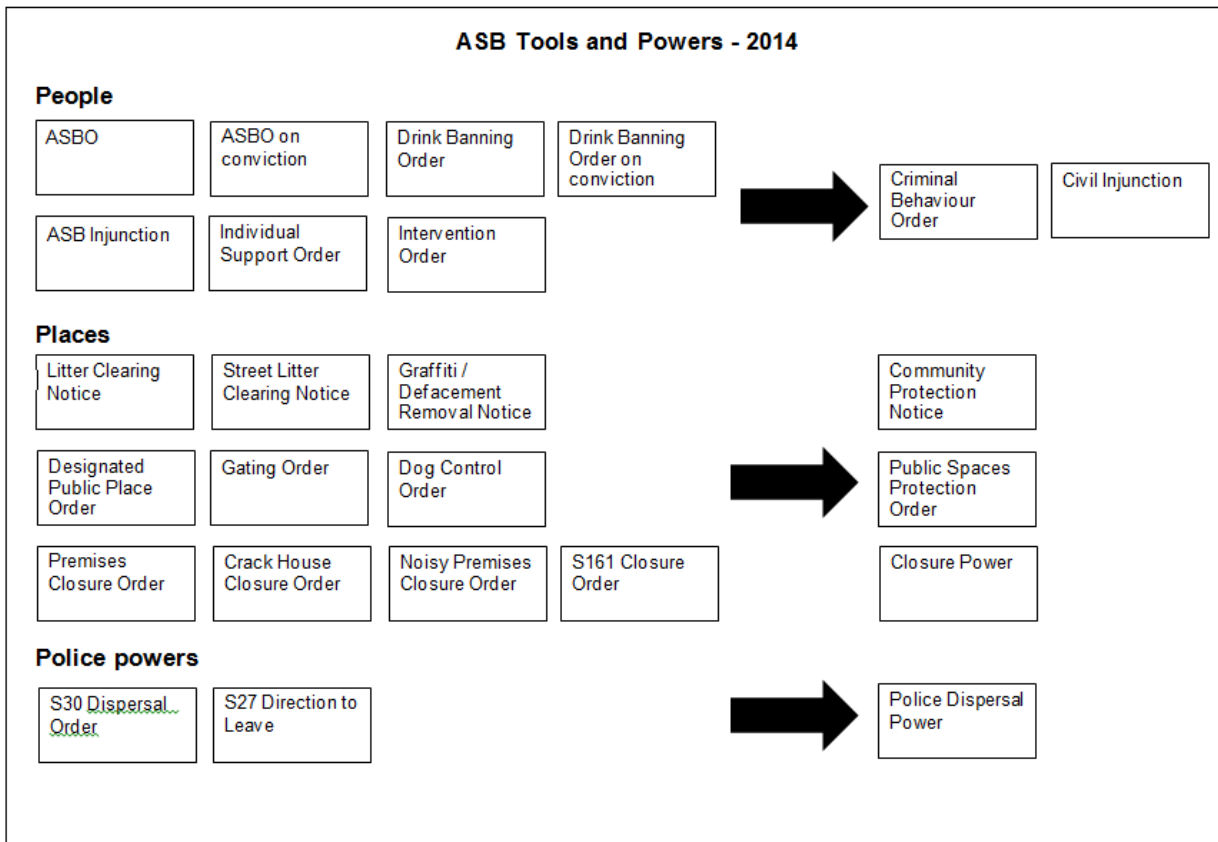 ASB Tools and Powers - 2014
People
ASBO
ASBO on
conviction
Drink Banning
Order
Drink Banning
Order on
conviction
Criminal
Behaviour
Order
Civil Injunction
ASB Injunction
Individual
Support Order
Intervention
Order
Places
Litter Clearing
Notice
Street Litter
Clearing Notice
Graffiti /
Defacement
Removal Notice
Community
Protection
Notice
Designated
Public Place
Order
Gating Order
Dog Control
Order
Public Spaces
Protection
Order
Premises
Closure Order
Crack House
Closure Order
Noisy Premises
Closure Order
S161 Closure
Order
Closure Power
Police powers
S30 Dispersal
Order
S27 Direction to
Leave
Police Dispersal
Power